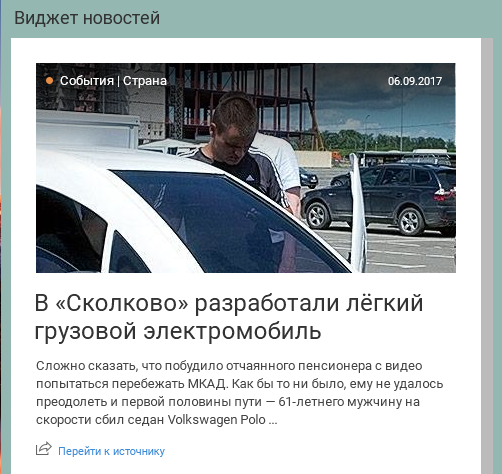 Виджет новостей
События | Страна
06.09.2017
В «Сколково» разработали лёгкий
грузовой электромобиль
Сложно сказать, что побудило отчаянного пенсионера с видео
попытаться перебежать МКАД. Как бы то ни было, ему не удалось
преодолеть и первой половины пути — 61-летнего мужчину на
скорости сбил седан Volkswagen Polo ...
Перейти к источнику